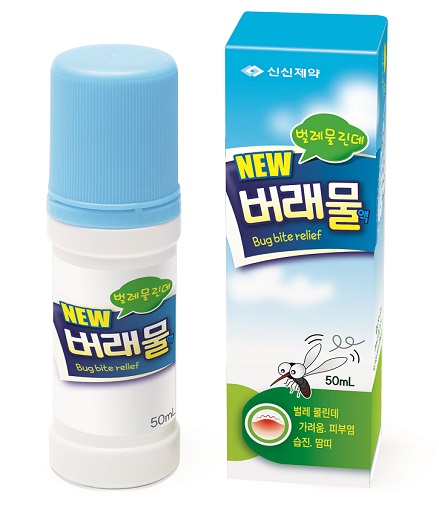 신신제약
벌레물린데
NEW
버래물액
Bug bite relief
50mL
벌레 물린데
가려움. 피부염
습진. 땀띠
벌레물린데
NEW
버래물
Bug bite relief
50mL